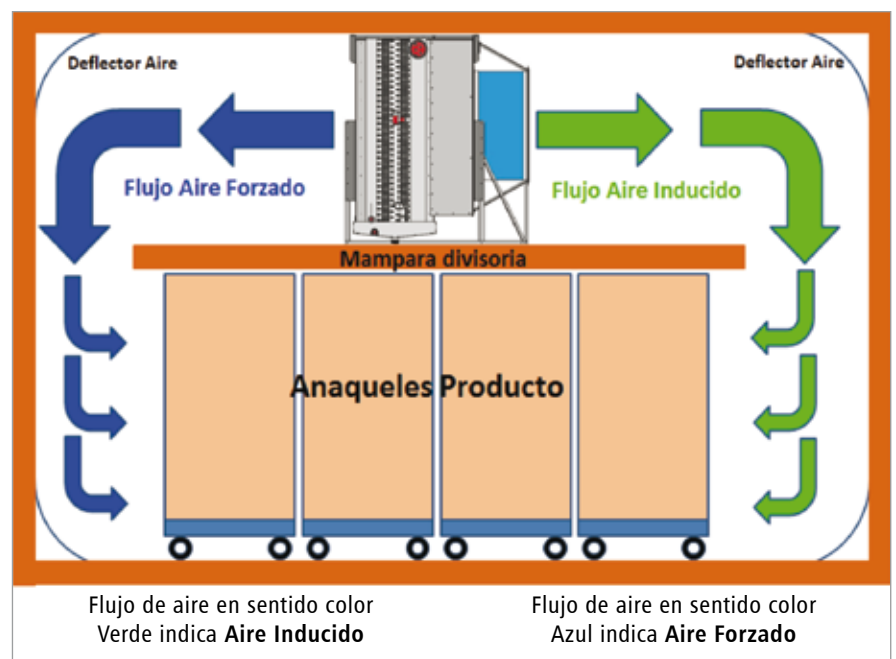 Deflector Aire
Deflector Aire
Flujo Aire Forzado
Flujo Aire Inducido
Mampara divisoria
Anaqueles Producto
Flujo de aire en sentido color
Verde indica Aire Inducido
Flujo de aire en sentido color
Azul indica Aire Forzado